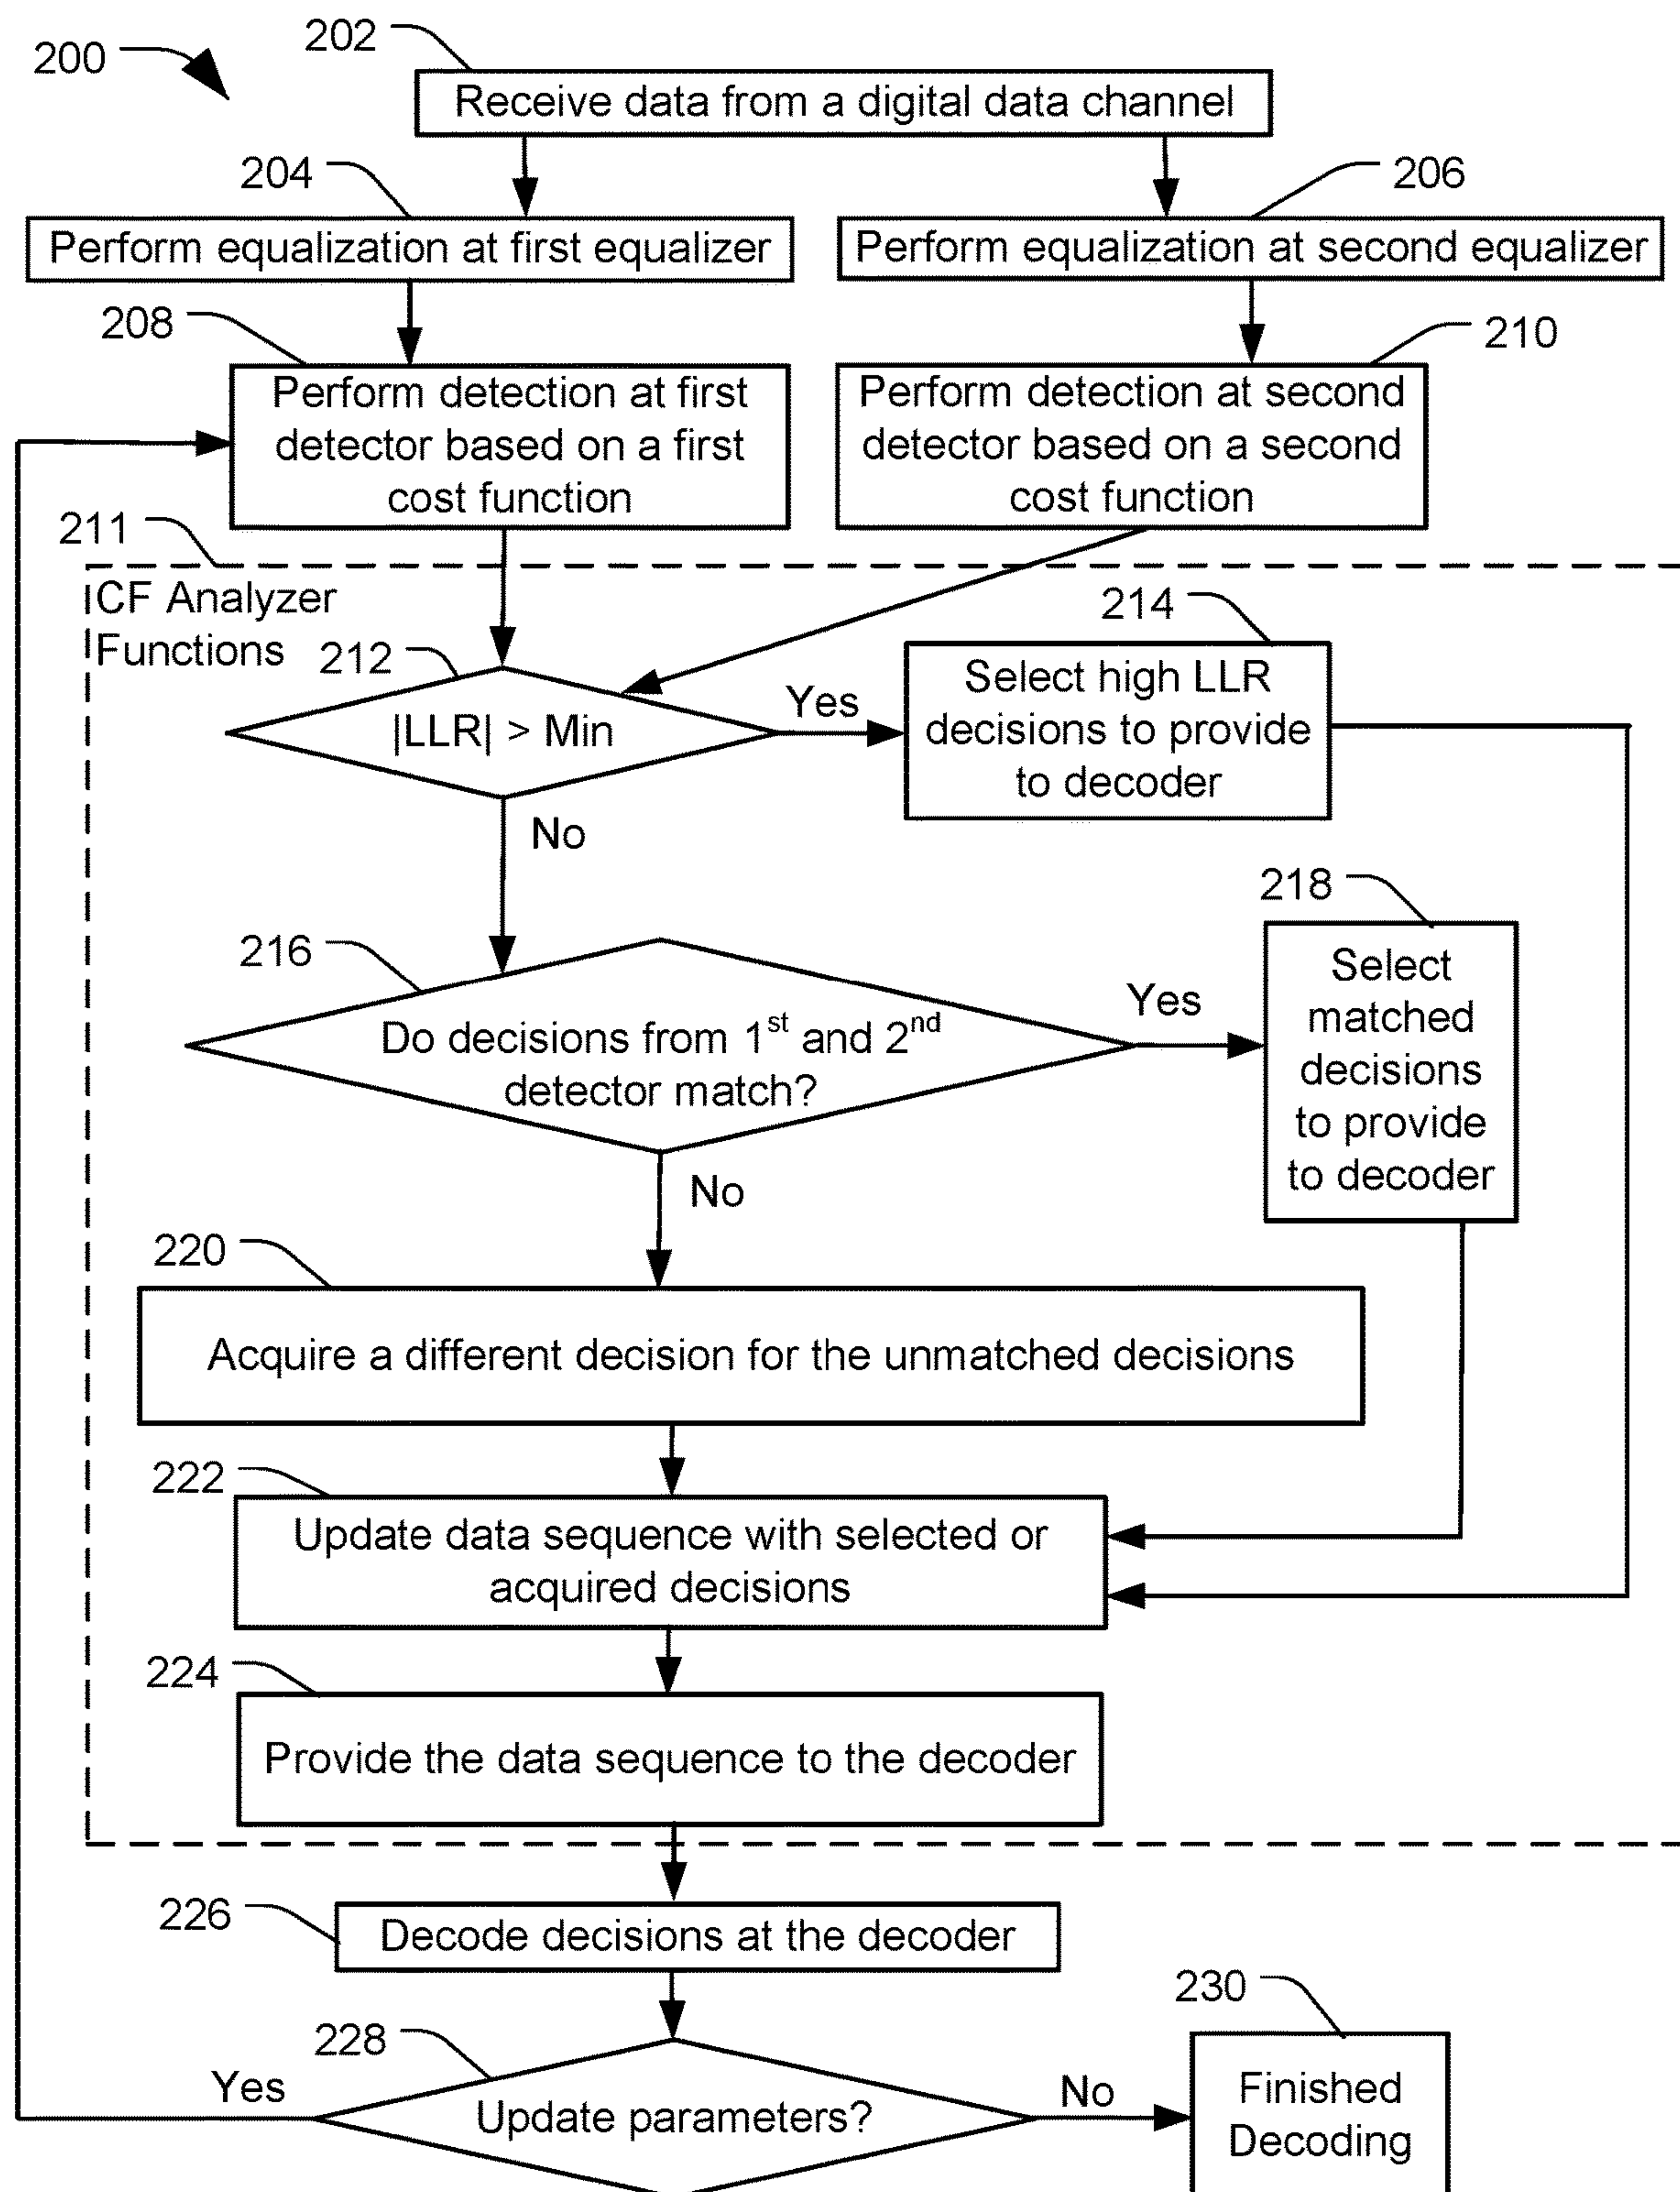 200
202
Receive data from a digital data channel
204
206
Perform equalization at first equalizer
Perform equalization at second equalizer
208
210
Perform detection at first
detector based on a first
cost function
Perform detection at second
detector based on a second
cost function
211
CF Analyzer
Functions
212
|LLR| > Min
Yes
No
214
Select high LLR
decisions to provide
to decoder
216
Do decisions from 1st and 2nd
detector match?
Yes
No
218
Select
matched
decisions
to provide
to decoder
220
Acquire a different decision for the unmatched decisions
222
Update data sequence with selected or
acquired decisions
224
Provide the data sequence to the decoder
226
Decode decisions at the decoder
228
Update parameters?
Yes
No
230
Finished
Decoding